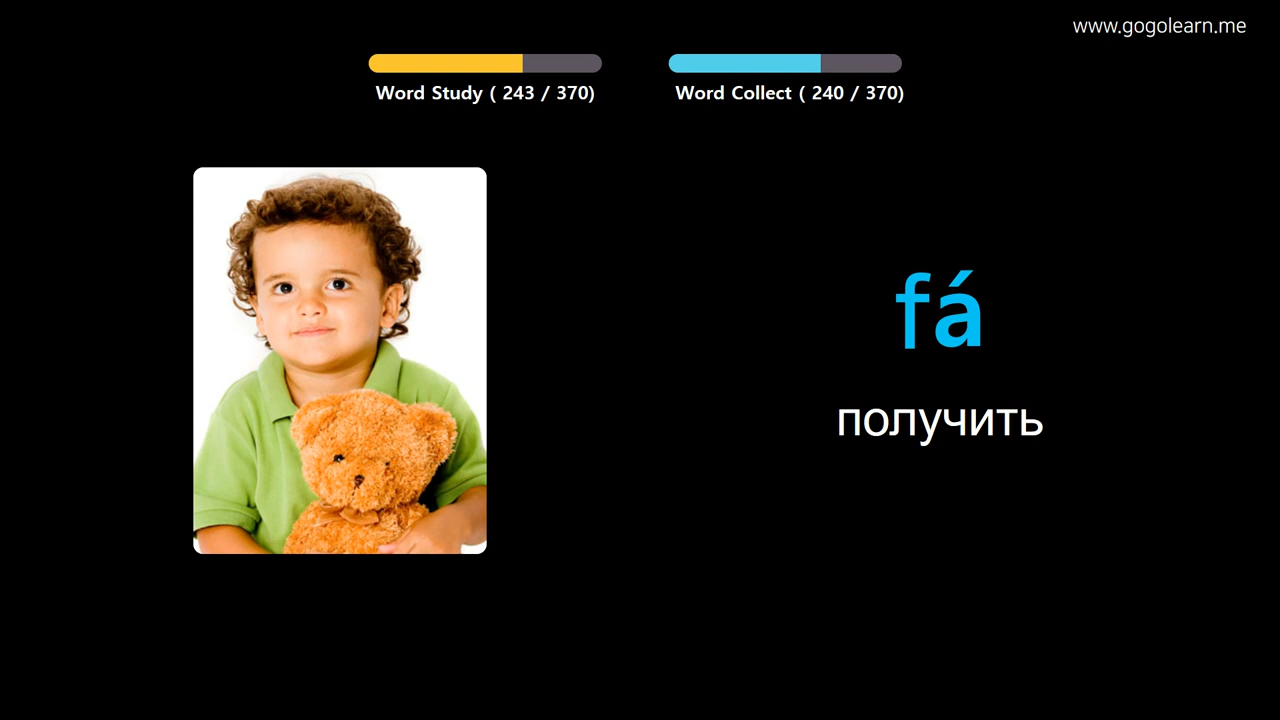 www.gogolearn.me
Word Study ( 243 / 370)
Word Collect ( 240 / 370)
fá
получить